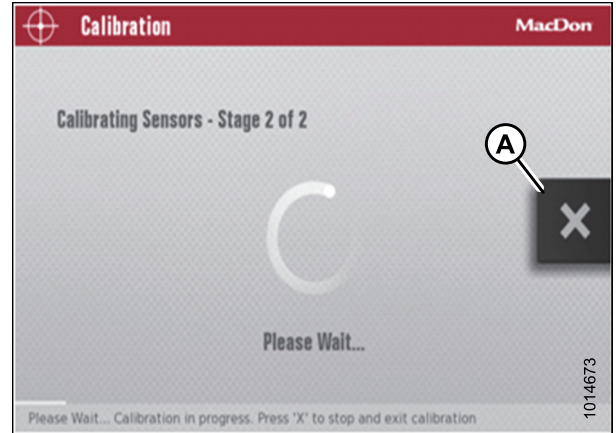 Calibration
MacDon
Calibrating Sensors - Stage 2 of 2
A
X
Please Wait...
Please Wait... Calibration in progress. Press 'X' to stop and exit calibration
1014673